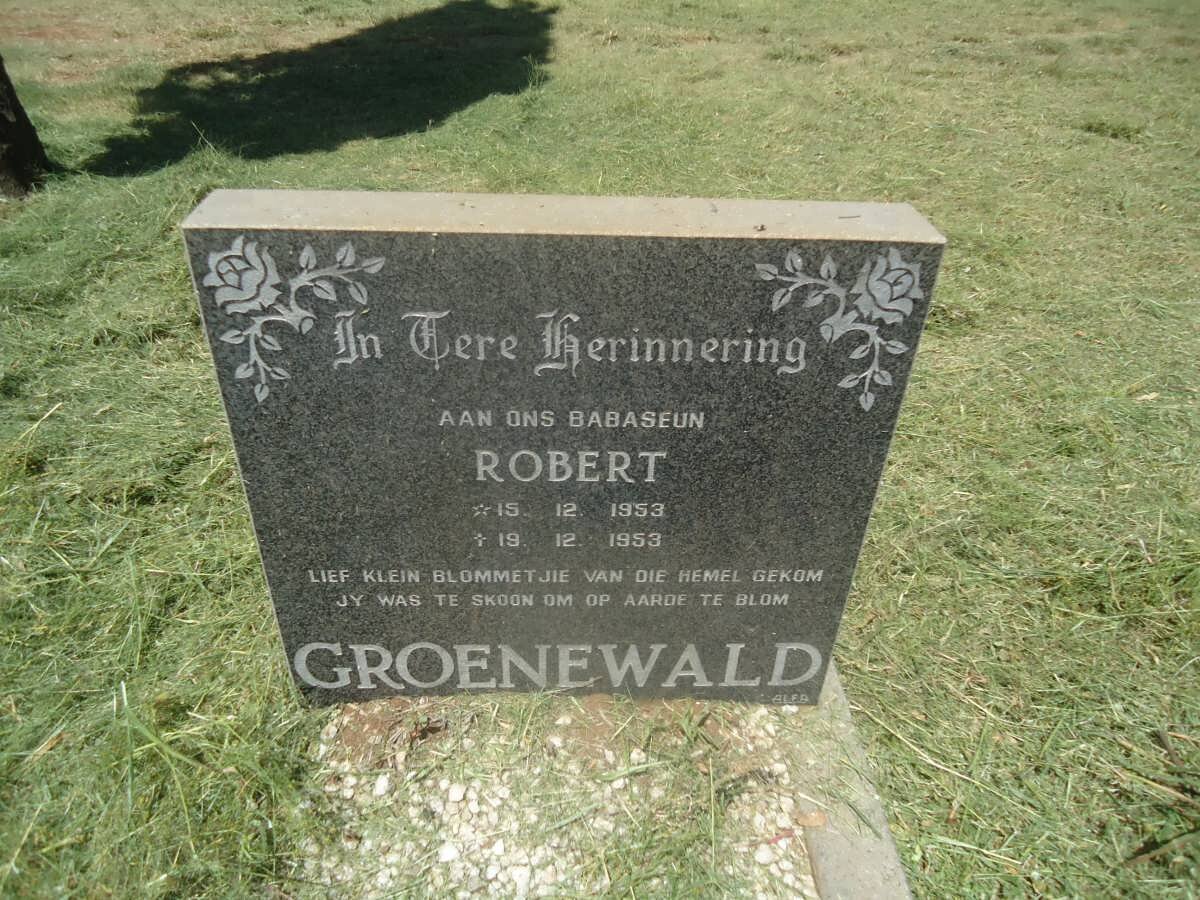 In Tere Herinnering
AAN ONS BABASEUN
ROBERT
☆15. 12. 1953
†19. 12. 1953
LIEF KLEIN BLOMMETJIE VAN DIE HEMEL GEKOM
JY WAS TE SKOON OM OP AARDE TE BLOM
GROENEWALD
ALFA